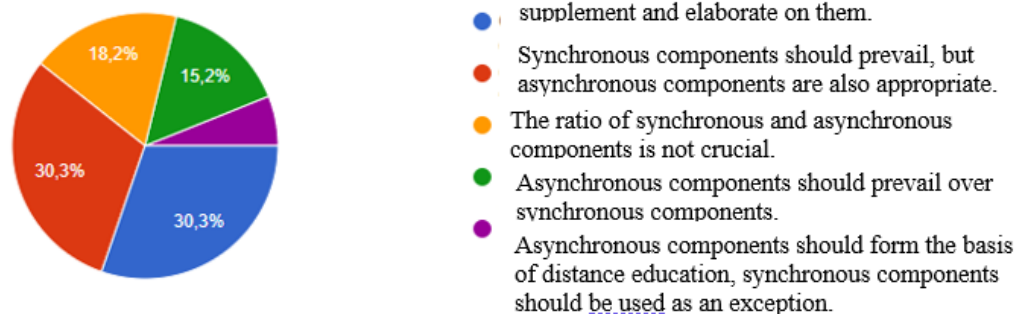 supplement and elaborate on them.
18,2%
Synchronous components should prevail, but
15,2%
asynchronous components are also appropriate.
The ratio of synchronous and asynchronous
components is not crucial.
30,3%
Asynchronous components should prevail over
synchronous components.
30,3%
Asynchronous components should form the basis
of distance education, synchronous components
should be used as an exception.